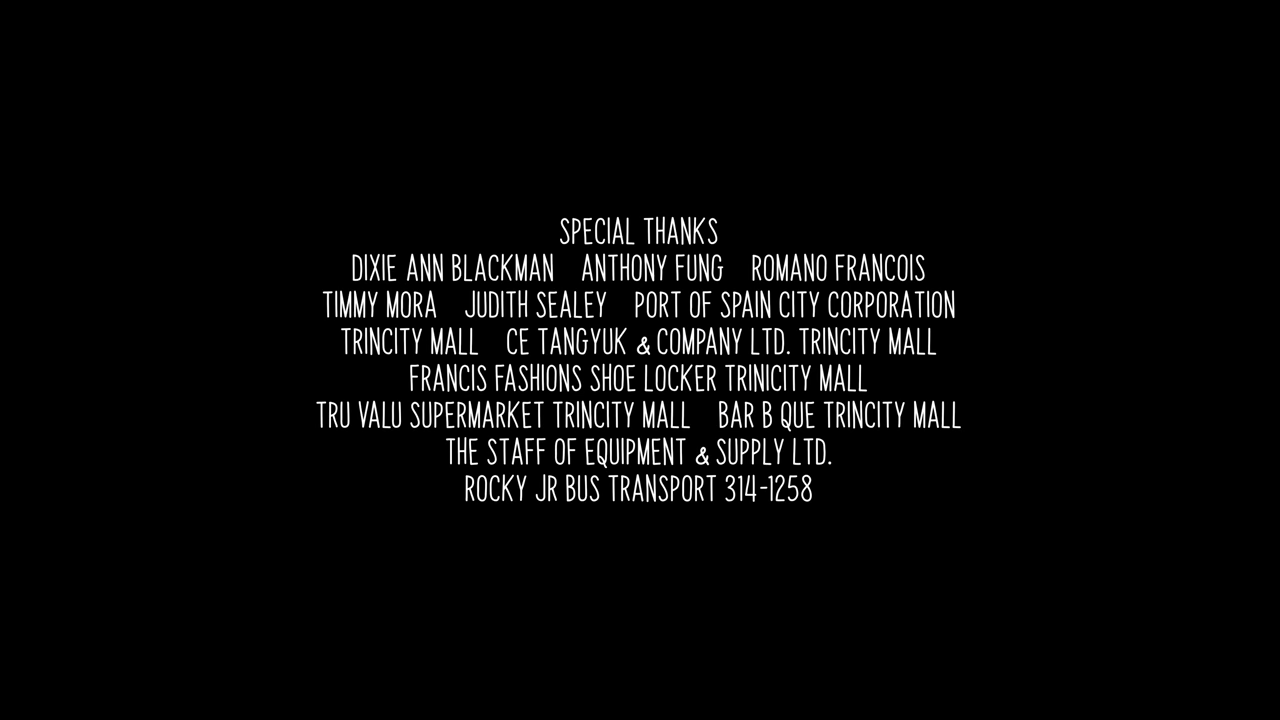 SPECIAL THANKS
DIXIE ANN BLACKMAN ANTHONY FUNG ROMANO FRANCOIS
TIMMY MORA JUDITH SEALEY PORT OF SPAIN CITY CORPORATION
TRINCITY MALL CE TANGYUK & COMPANY LTD. TRINCITY MALL
FRANCIS FASHIONS SHOE LOCKER TRINICITY MALL
TRU VALU SUPERMARKET TRINCITY MALL BAR B QUE TRINCITY MALL
THE STAFF OF EQUIPMENT & SUPPLY LTD.
ROCKY JR BUS TRANSPORT 314-1258